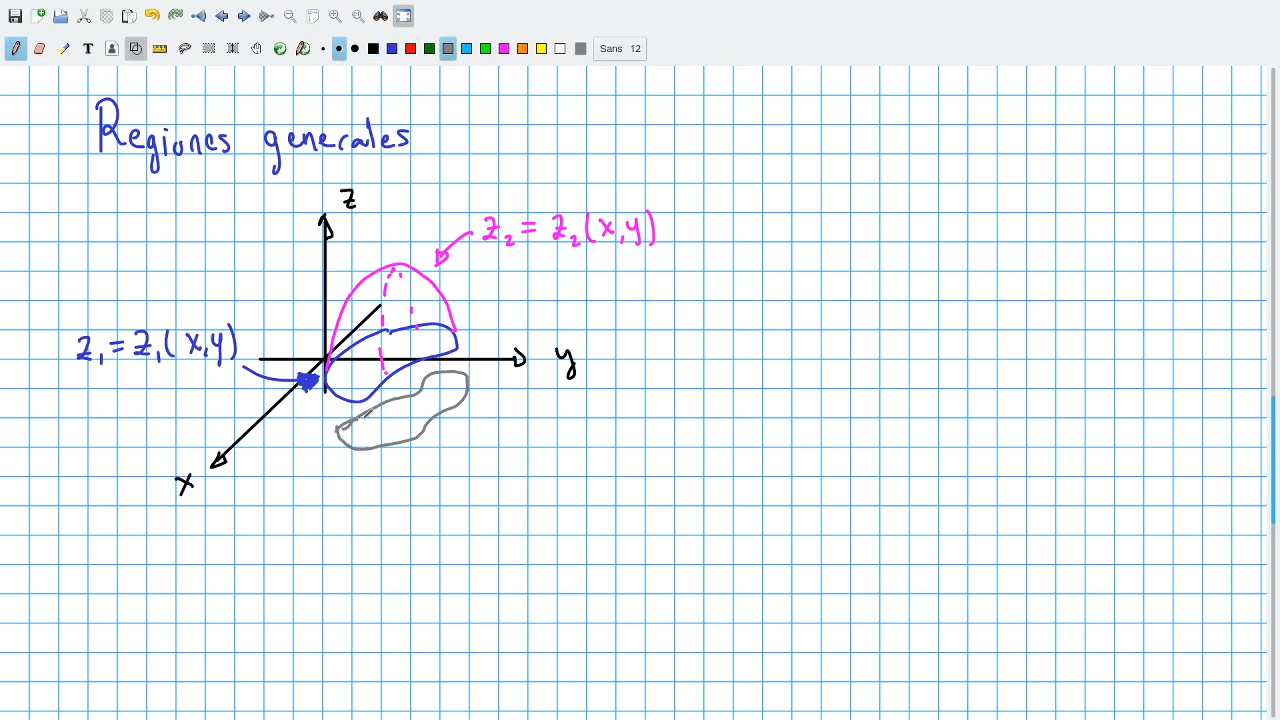 Sans 12
Regiones generales
z
z₂ = z₂(x,y)
z₁ = z₁(x,y)
y
x